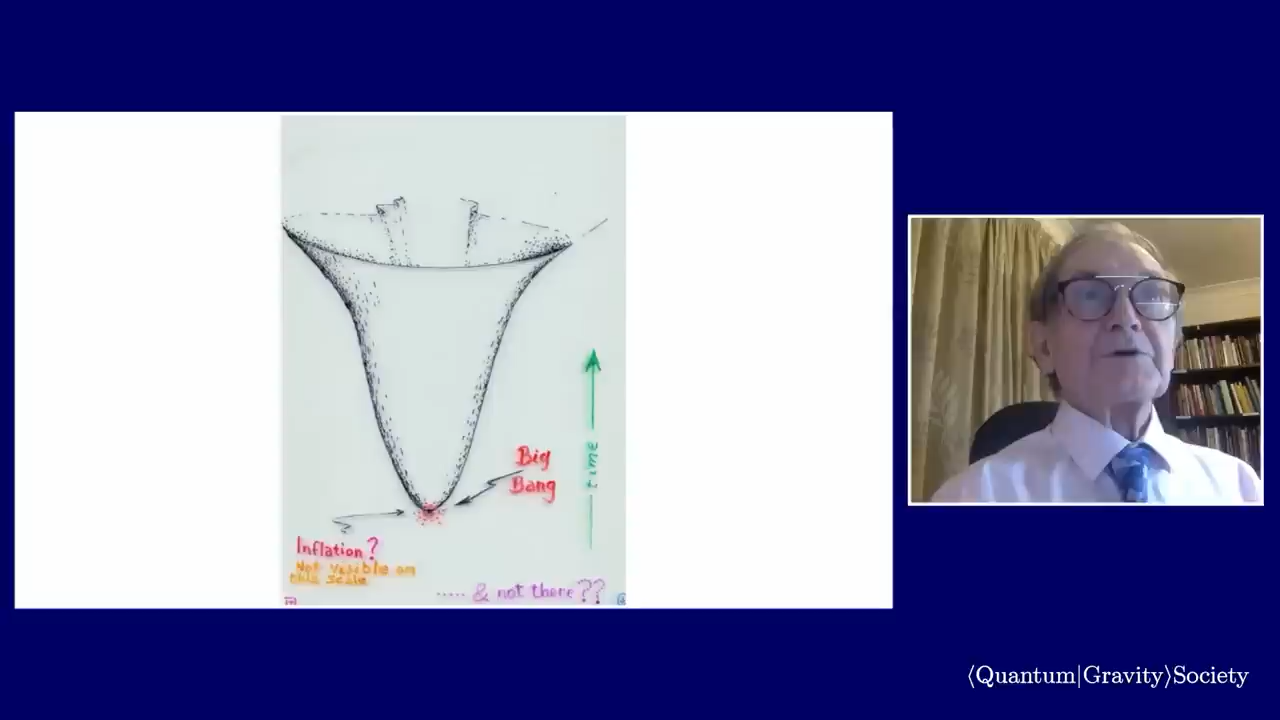 Big
Bang
time
Inflation?
Not visible on
this scale
..... & not there??
⟨Quantum|Gravity⟩Society